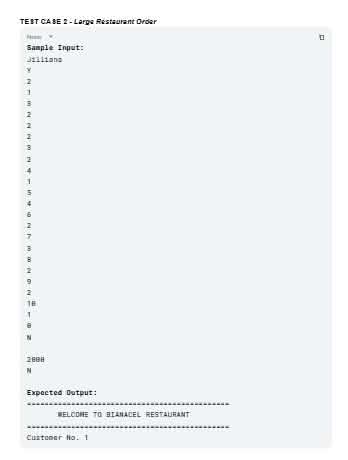 TEST CASE 2 - Large Restaurant Order
None
Sample Input:
Jilliana
Y
2
1
3
2
2
2
3
2
4
1
5
4
6
2
7
3
8
2
9
2
10
1
0
N
2000
N
Expected Output:
===============================================
WELCOME TO BIANACEL RESTAURANT
===============================================
Customer No. 1